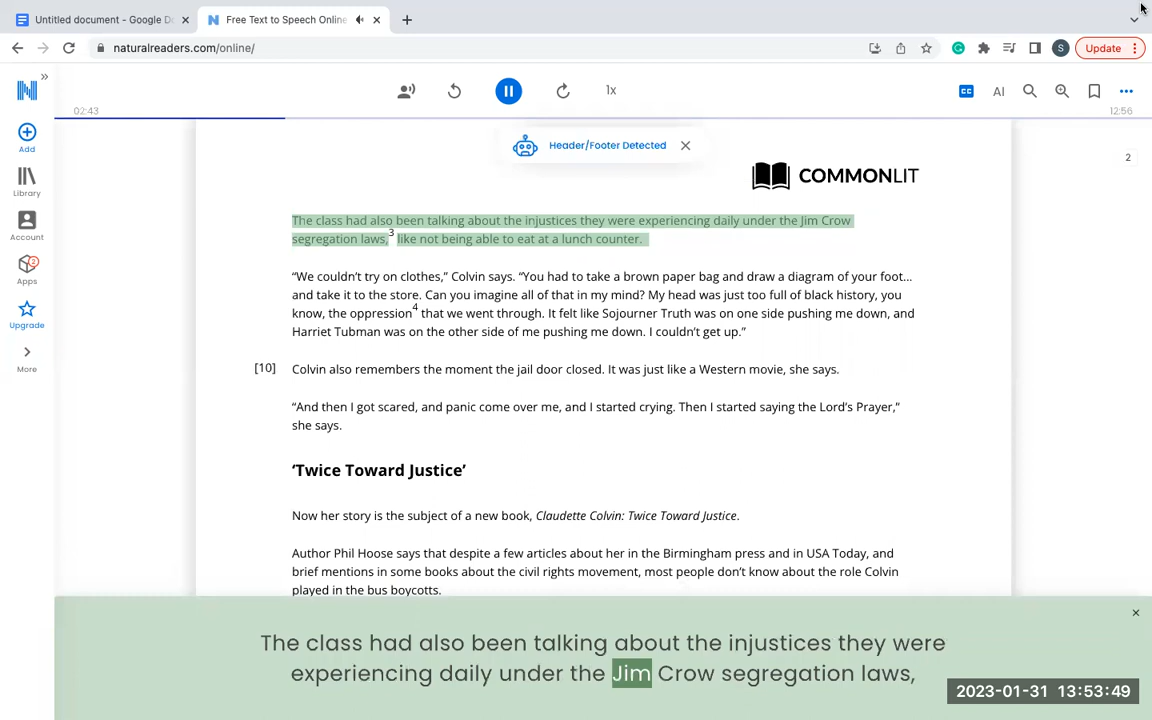 Untitled document - Google D
Free Text to Speech Online
naturalreaders.com/online/
S
Update
02:43
1x
CC
AI
12:56
Add
Library
Account
2
Apps
Upgrade
More
Header/Footer Detected
2
COMMONLIT
The class had also been talking about the injustices they were experiencing daily under the Jim Crow
segregation laws,3 like not being able to eat at a lunch counter.
“We couldn’t try on clothes,” Colvin says. “You had to take a brown paper bag and draw a diagram of your foot...
and take it to the store. Can you imagine all of that in my mind? My head was just too full of black history, you
know, the oppression4 that we went through. It felt like Sojourner Truth was on one side pushing me down, and
Harriet Tubman was on the other side of me pushing me down. I couldn’t get up.”
[10] Colvin also remembers the moment the jail door closed. It was just like a Western movie, she says.
“And then I got scared, and panic come over me, and I started crying. Then I started saying the Lord’s Prayer,”
she says.
‘Twice Toward Justice’
Now her story is the subject of a new book, Claudette Colvin: Twice Toward Justice.
Author Phil Hoose says that despite a few articles about her in the Birmingham press and in USA Today, and
brief mentions in some books about the civil rights movement, most people don’t know about the role Colvin
played in the bus boycotts.
The class had also been talking about the injustices they were
experiencing daily under the Jim Crow segregation laws,
2023-01-31 13:53:49